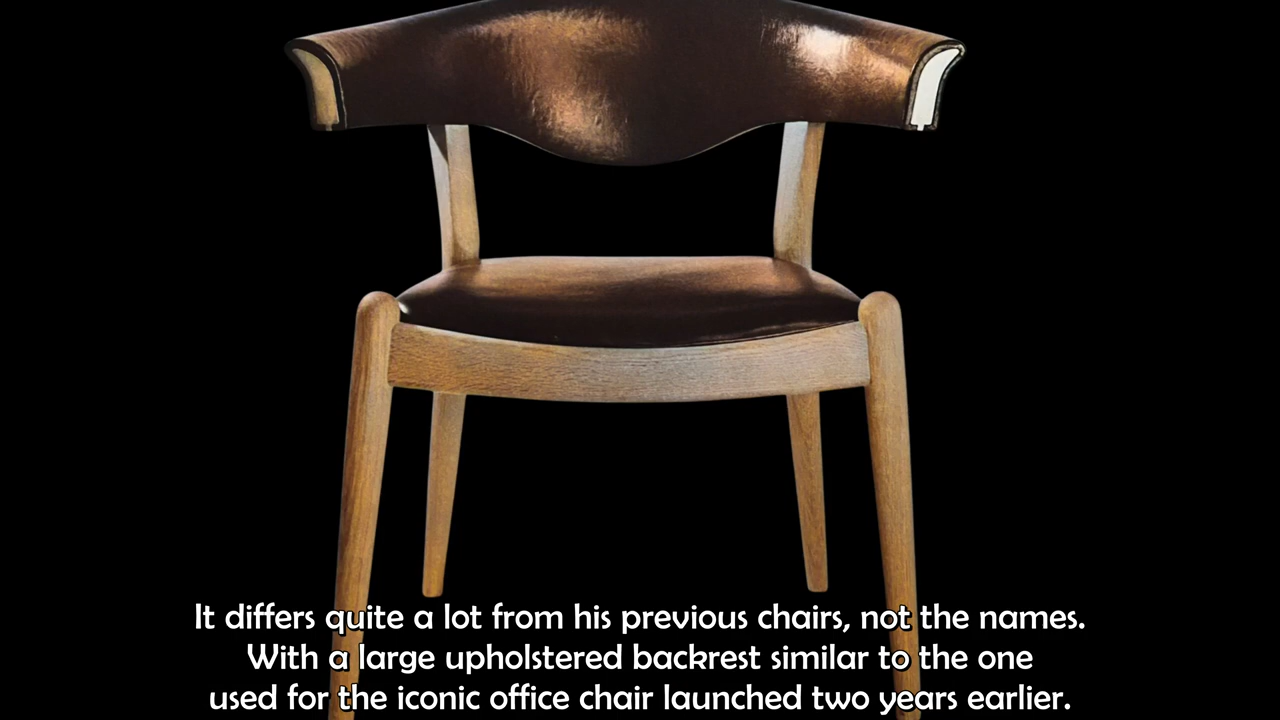 It differs quite a lot from his previous chairs, not the names.
With a large upholstered backrest similar to the one
used for the iconic office chair launched two years earlier.